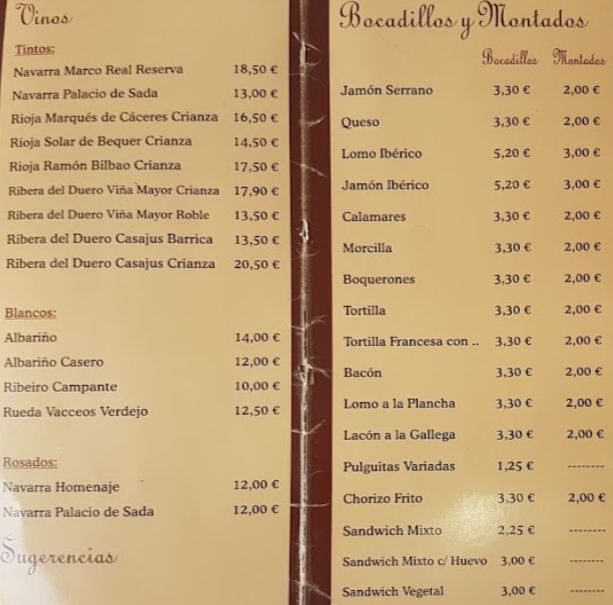 Vinos
Tintos:
Navarra Marco Real Reserva 18,50 €
Navarra Palacio de Sada 13,00 €
Rioja Marqués de Cáceres Crianza 16,50 €
Rioja Solar de Bequer Crianza 14,50 €
Rioja Ramón Bilbao Crianza 17,50 €
Ribera del Duero Viña Mayor Crianza 17,90 €
Ribera del Duero Viña Mayor Roble 13,50 €
Ribera del Duero Casajus Barrica 13,50 €
Ribera del Duero Casajus Crianza 20,50 €
Blancos:
Albariño 14,00 €
Albariño Casero 12,00 €
Ribeiro Campante 10,00 €
Rueda Vacceos Verdejo 12,50 €
Rosados:
Navarra Homenaje 12,00 €
Navarra Palacio de Sada 12,00 €
Sugerencias
Bocadillos y Montados
Bocadillos Montados
Jamón Serrano 3,30 € 2,00 €
Queso 3,30 € 2,00 €
Lomo Ibérico 5,20 € 3,00 €
Jamón Ibérico 5,20 € 3,00 €
Calamares 3,30 € 2,00 €
Morcilla 3,30 € 2,00 €
Boquerones 3,30 € 2,00 €
Tortilla 3,30 € 2,00 €
Tortilla Francesa con .. 3,30 € 2,00 €
Bacón 3,30 € 2,00 €
Lomo a la Plancha 3,30 € 2,00 €
Lacón a la Gallega 3,30 € 2,00 €
Pulguitas Variadas 1,25 € --------
Chorizo Frito 3,30 € 2,00 €
Sandwich Mixto 2,25 € --------
Sandwich Mixto c/ Huevo 3,00 € --------
Sandwich Vegetal 3,00 € --------